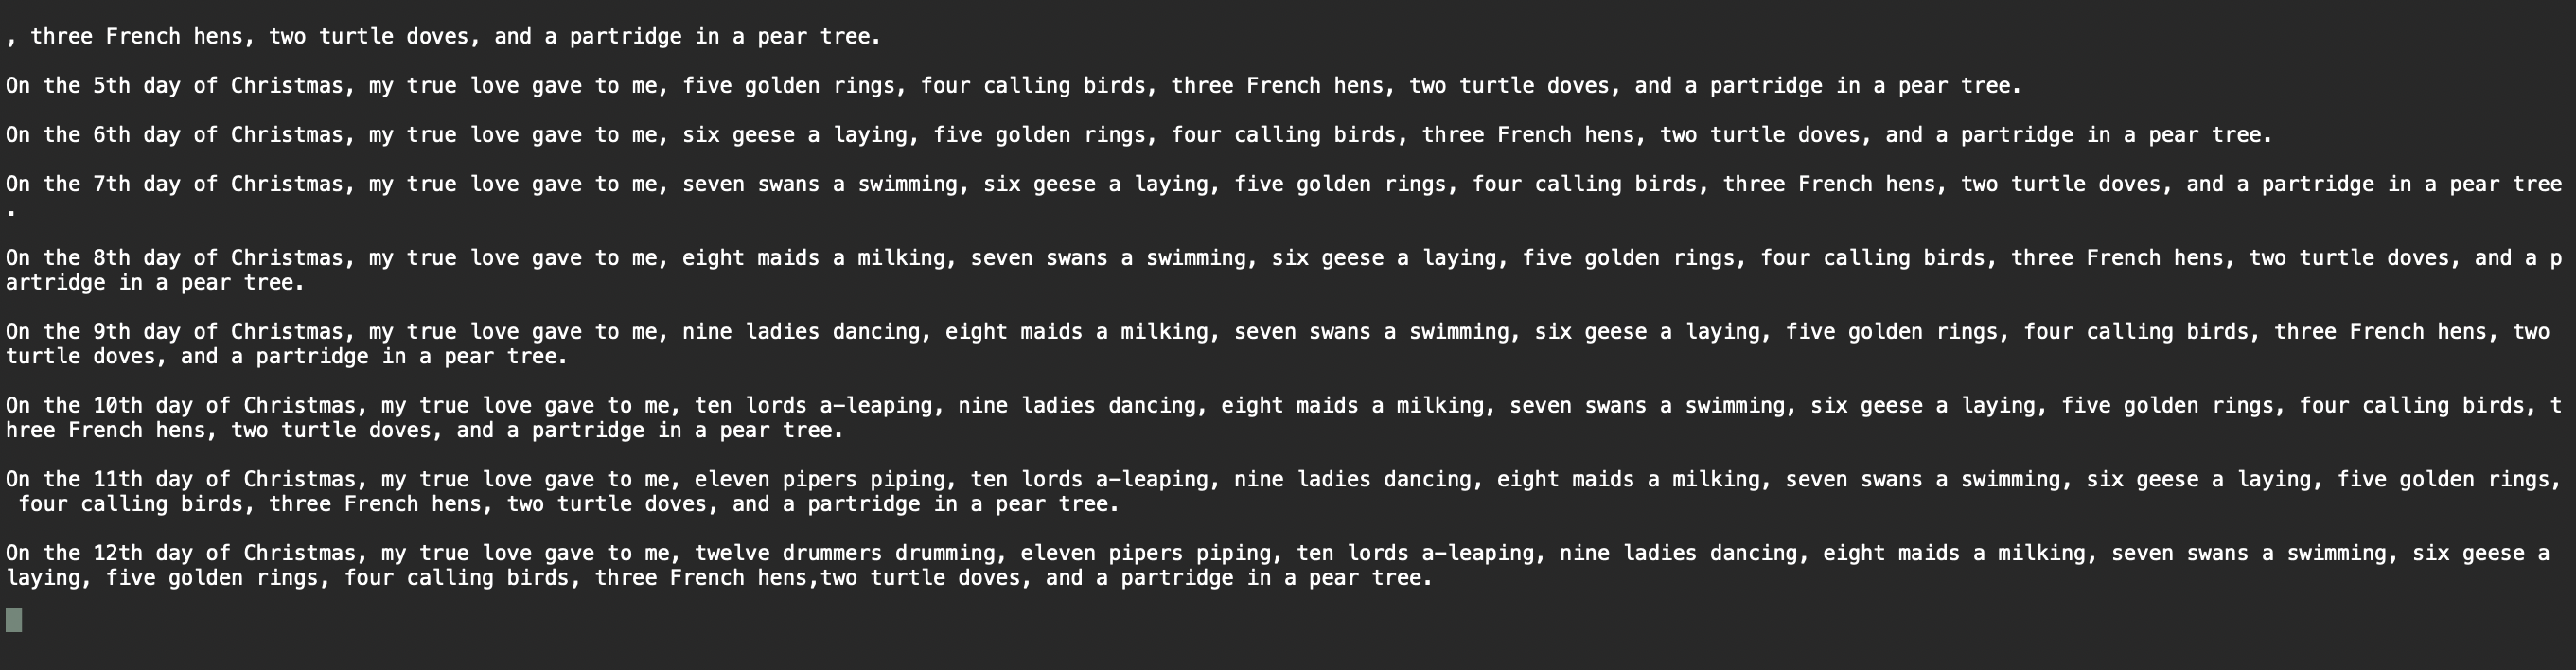 , three French hens, two turtle doves, and a partridge in a pear tree.
On the 5th day of Christmas, my true love gave to me, five golden rings, four calling birds, three French hens, two turtle doves, and a partridge in a pear tree.
On the 6th day of Christmas, my true love gave to me, six geese a laying, five golden rings, four calling birds, three French hens, two turtle doves, and a partridge in a pear tree.
On the 7th day of Christmas, my true love gave to me, seven swans a swimming, six geese a laying, five golden rings, four calling birds, three French hens, two turtle doves, and a partridge in a pear tree
.
On the 8th day of Christmas, my true love gave to me, eight maids a milking, seven swans a swimming, six geese a laying, five golden rings, four calling birds, three French hens, two turtle doves, and a p
artridge in a pear tree.
On the 9th day of Christmas, my true love gave to me, nine ladies dancing, eight maids a milking, seven swans a swimming, six geese a laying, five golden rings, four calling birds, three French hens, two
turtle doves, and a partridge in a pear tree.
On the 10th day of Christmas, my true love gave to me, ten lords a-leaping, nine ladies dancing, eight maids a milking, seven swans a swimming, six geese a laying, five golden rings, four calling birds, t
hree French hens, two turtle doves, and a partridge in a pear tree.
On the 11th day of Christmas, my true love gave to me, eleven pipers piping, ten lords a-leaping, nine ladies dancing, eight maids a milking, seven swans a swimming, six geese a laying, five golden rings,
 four calling birds, three French hens, two turtle doves, and a partridge in a pear tree.
On the 12th day of Christmas, my true love gave to me, twelve drummers drumming, eleven pipers piping, ten lords a-leaping, nine ladies dancing, eight maids a milking, seven swans a swimming, six geese a
laying, five golden rings, four calling birds, three French hens,two turtle doves, and a partridge in a pear tree.